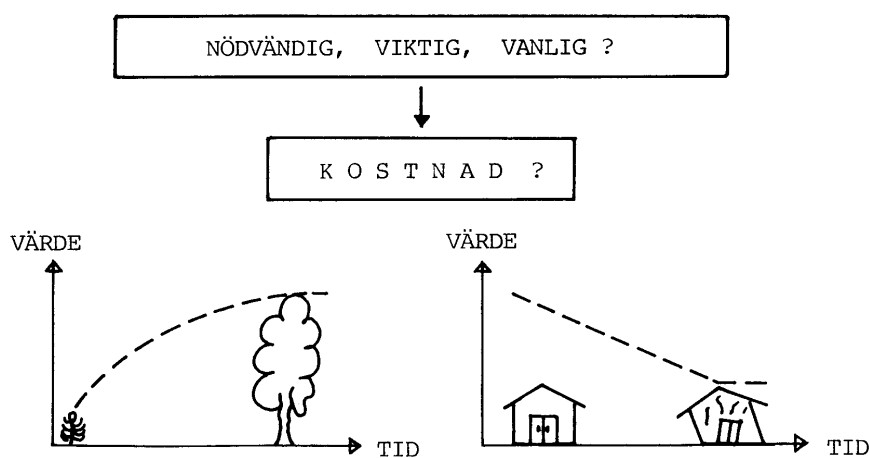 NÖDVÄNDIG, VIKTIG, VANLIG ?
K O S T N A D ?
VÄRDE
TID
VÄRDE
TID